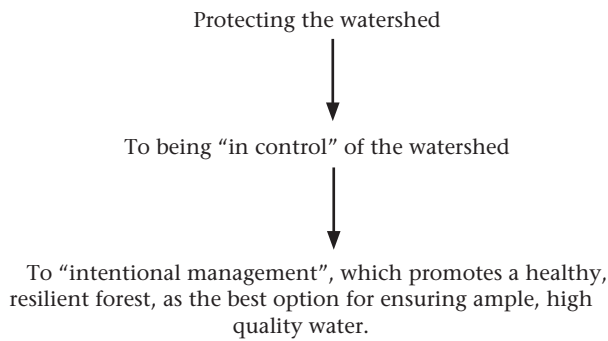 Protecting the watershed
To being “in control” of the watershed
To “intentional management”, which promotes a healthy,
resilient forest, as the best option for ensuring ample, high
quality water.